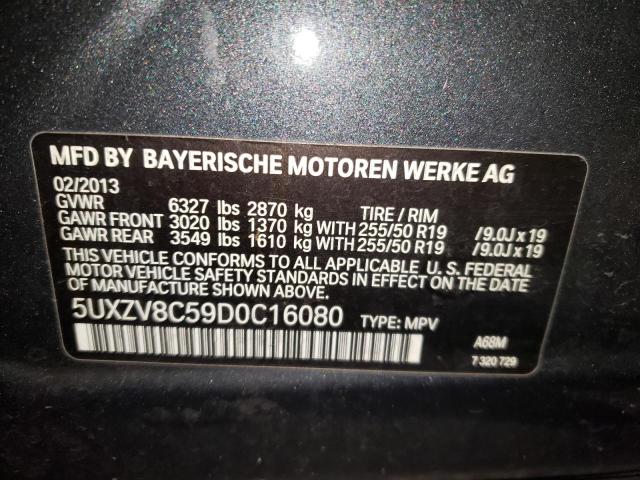 MFD BY BAYERISCHE MOTOREN WERKE AG
02/2013
GVWR 6327 lbs 2870 kg TIRE / RIM
GAWR FRONT 3020 lbs 1370 kg WITH 255/50 R19 /9.0J x 19
GAWR REAR 3549 lbs 1610 kg WITH 255/50 R19 /9.0J x 19
THIS VEHICLE CONFORMS TO ALL APPLICABLE U. S. FEDERAL
MOTOR VEHICLE SAFETY STANDARDS IN EFFECT ON THE DATE
OF MANUFACTURE SHOWN ABOVE.
5UXZV8C59D0C16080 TYPE: MPV
A68M
7 320 729